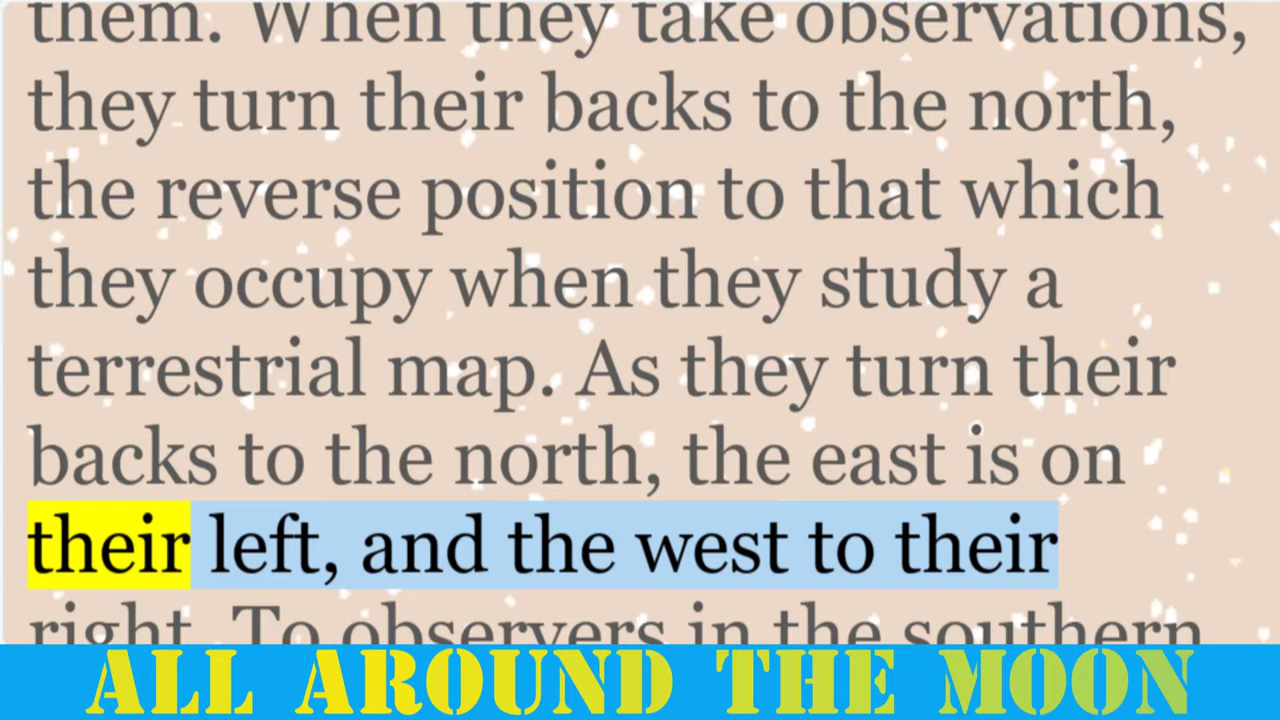 them. When they take observations,
they turn their backs to the north,
the reverse position to that which
they occupy when they study a
terrestrial map. As they turn their
backs to the north, the east is on
their left, and the west to their
right. To observers in the southern
ALL AROUND THE MOON